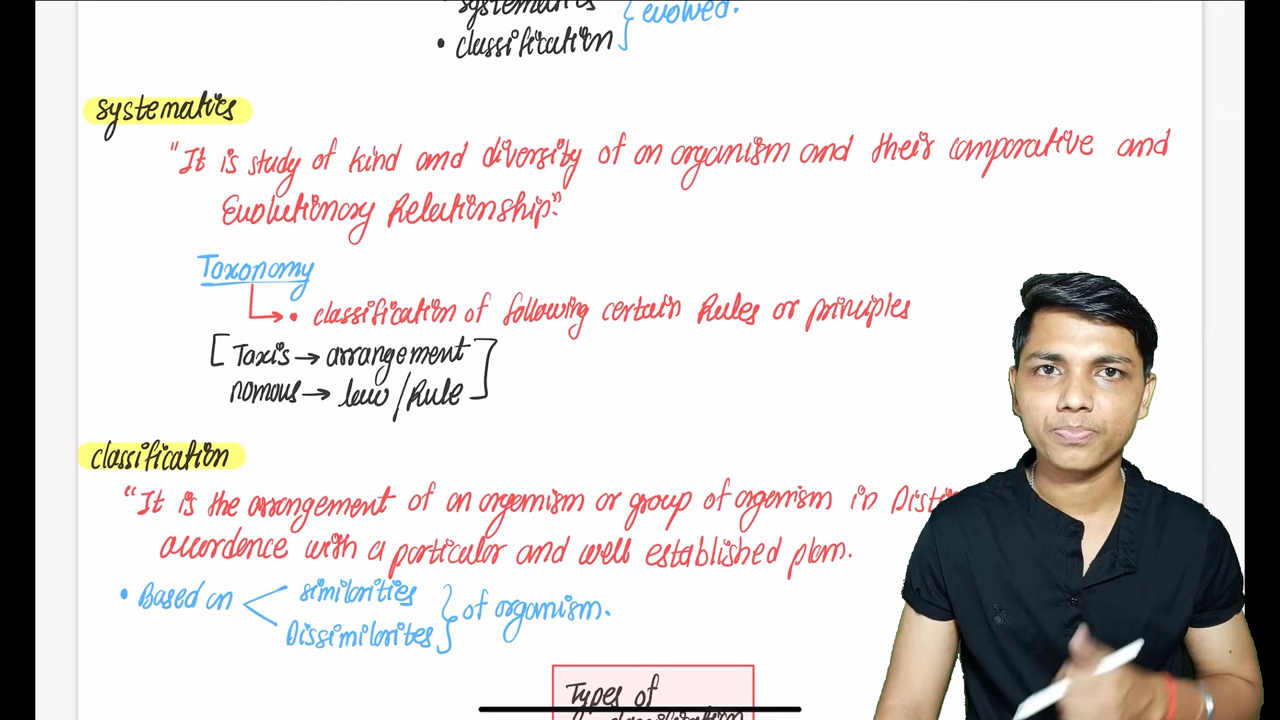 systematics
evolved.
• classification
systematics
"It is study of kind and diversity of an organism and their comparative and
Evolutionary Relationship"
Taxonomy
• classification of following certain Rules or principles
[Taxis → arrangement
nomous → law / Rule]
classification
"It is the arrangement of an orgemism or group of orgenism in
accordence with a particular and well established plan.
• Based on
similarities
Dissimilorites
of organism.
Types of